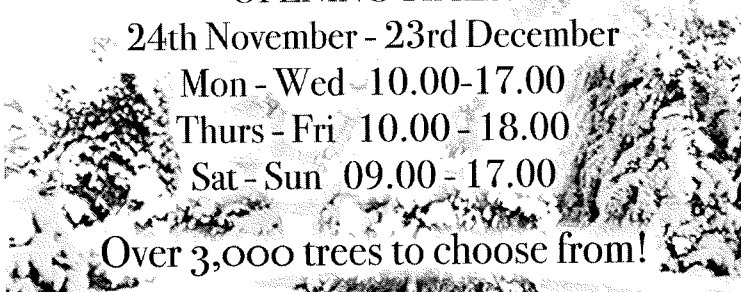 24th November - 23rd December
Mon - Wed 10.00-17.00
Thurs - Fri 10.00 - 18.00
Sat - Sun 09.00 - 17.00
Over 3,000 trees to choose from!